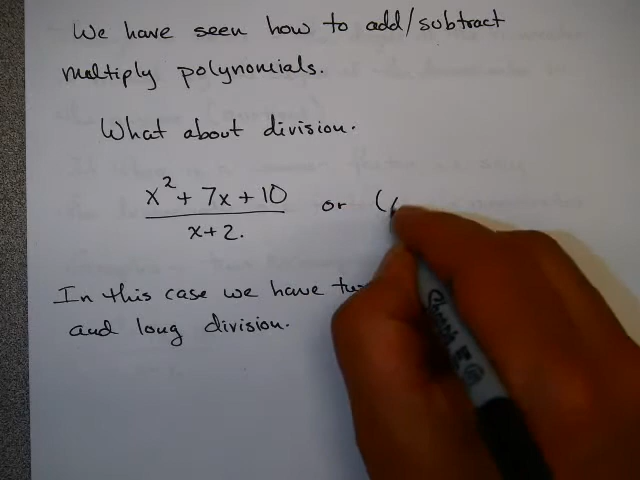 We have seen how to add/subtract
multiply polynomials.
What about division.
x² + 7x + 10 or (
x + 2.
In this case we have
and long division.